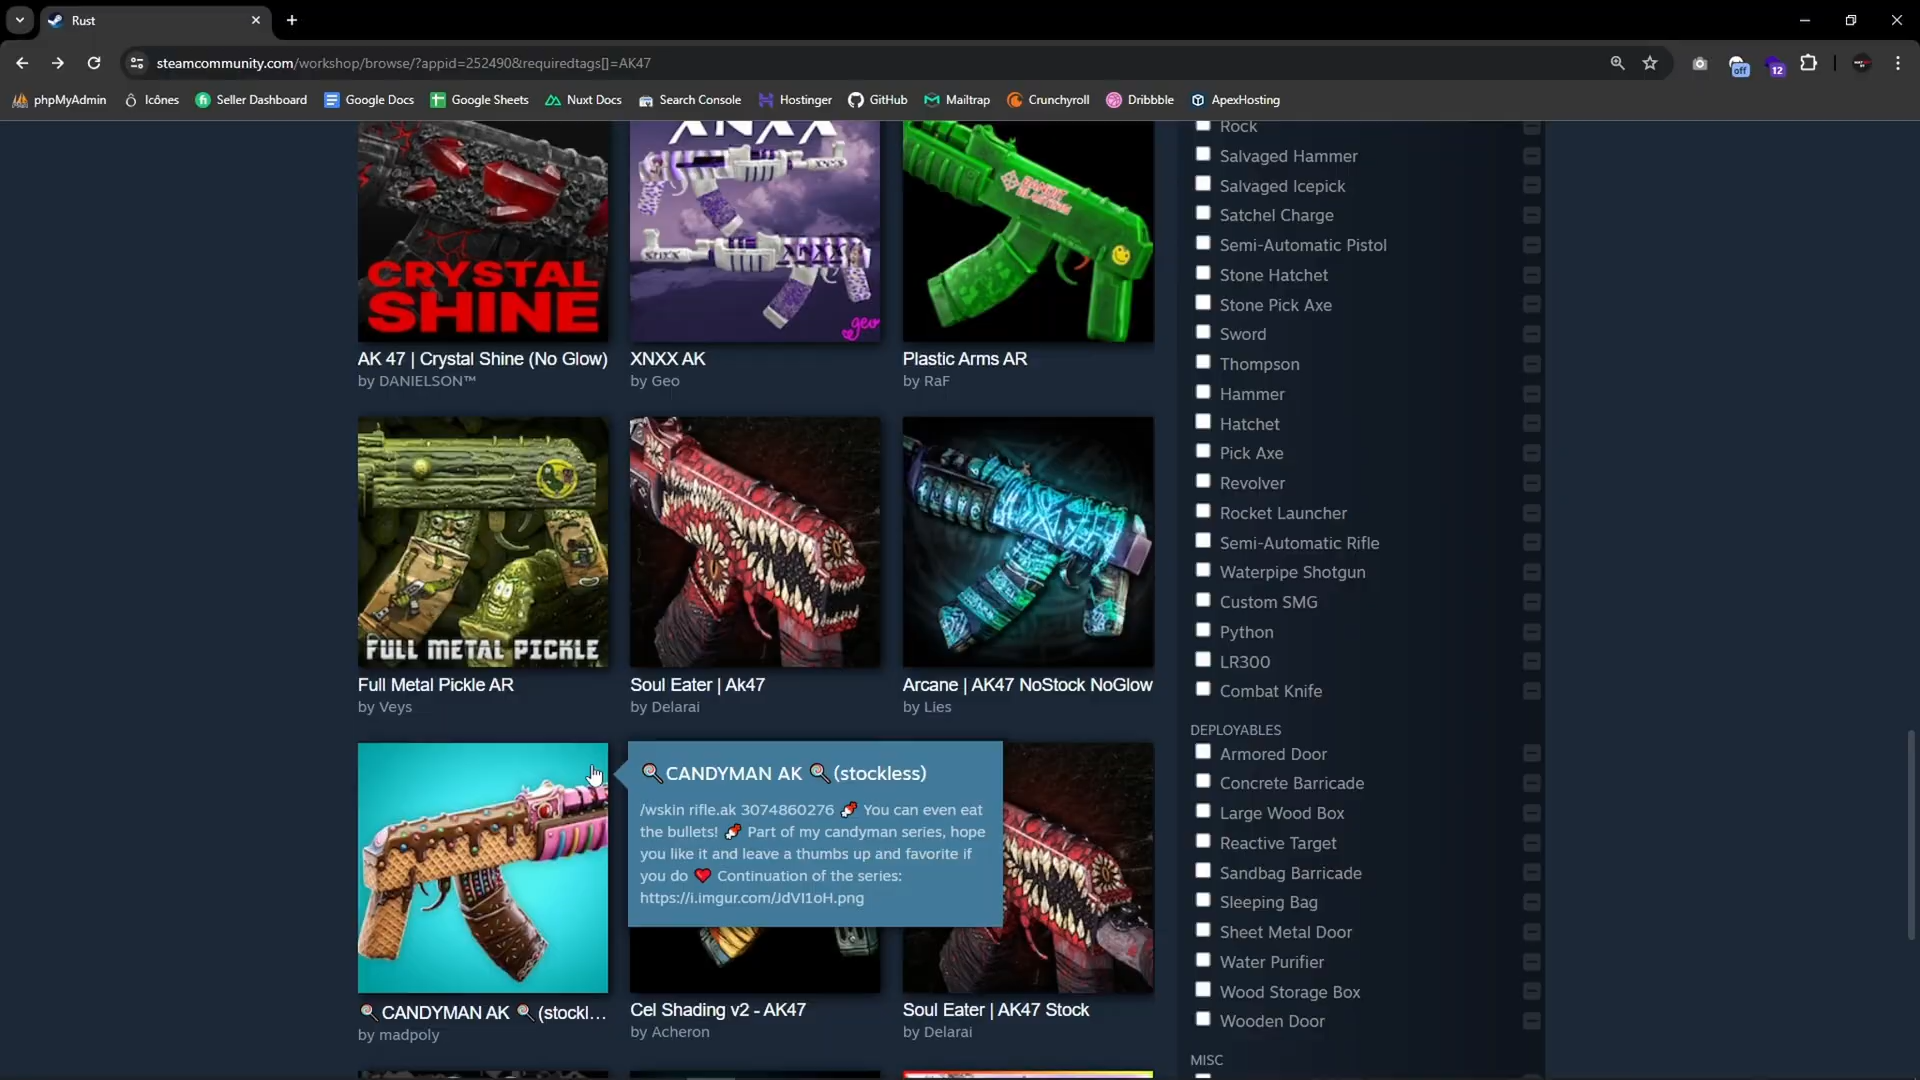 Rust
steamcommunity.com/workshop/browse/?appid=252490&requiredtags[]=AK47
off
12
phpMyAdmin
Icônes
Seller Dashboard
Google Docs
Google Sheets
Nuxt Docs
Search Console
Hostinger
GitHub
Mailtrap
Crunchyroll
Dribbble
ApexHosting
CRYSTAL
SHINE
XNXX
XNXX
geo
AK 47 | Crystal Shine (No Glow)
by DANIELSON™
XNXX AK
by Geo
Plastic Arms AR
by RaF
FULL METAL PICKLE
Full Metal Pickle AR
by Veys
Soul Eater | Ak47
by Delarai
Arcane | AK47 NoStock NoGlow
by Lies
🍭CANDYMAN AK 🍭(stockless)
/wskin rifle.ak 3074860276 🍬 You can even eat
the bullets! 🍬 Part of my candyman series, hope
you like it and leave a thumbs up and favorite if
you do ❤️ Continuation of the series:
https://i.imgur.com/JdVI1oH.png
🍭CANDYMAN AK 🍭(stockl...
by madpoly
Cel Shading v2 - AK47
by Acheron
Soul Eater | AK47 Stock
by Delarai
Rock
Salvaged Hammer
Salvaged Icepick
Satchel Charge
Semi-Automatic Pistol
Stone Hatchet
Stone Pick Axe
Sword
Thompson
Hammer
Hatchet
Pick Axe
Revolver
Rocket Launcher
Semi-Automatic Rifle
Waterpipe Shotgun
Custom SMG
Python
LR300
Combat Knife
DEPLOYABLES
Armored Door
Concrete Barricade
Large Wood Box
Reactive Target
Sandbag Barricade
Sleeping Bag
Sheet Metal Door
Water Purifier
Wood Storage Box
Wooden Door
MISC